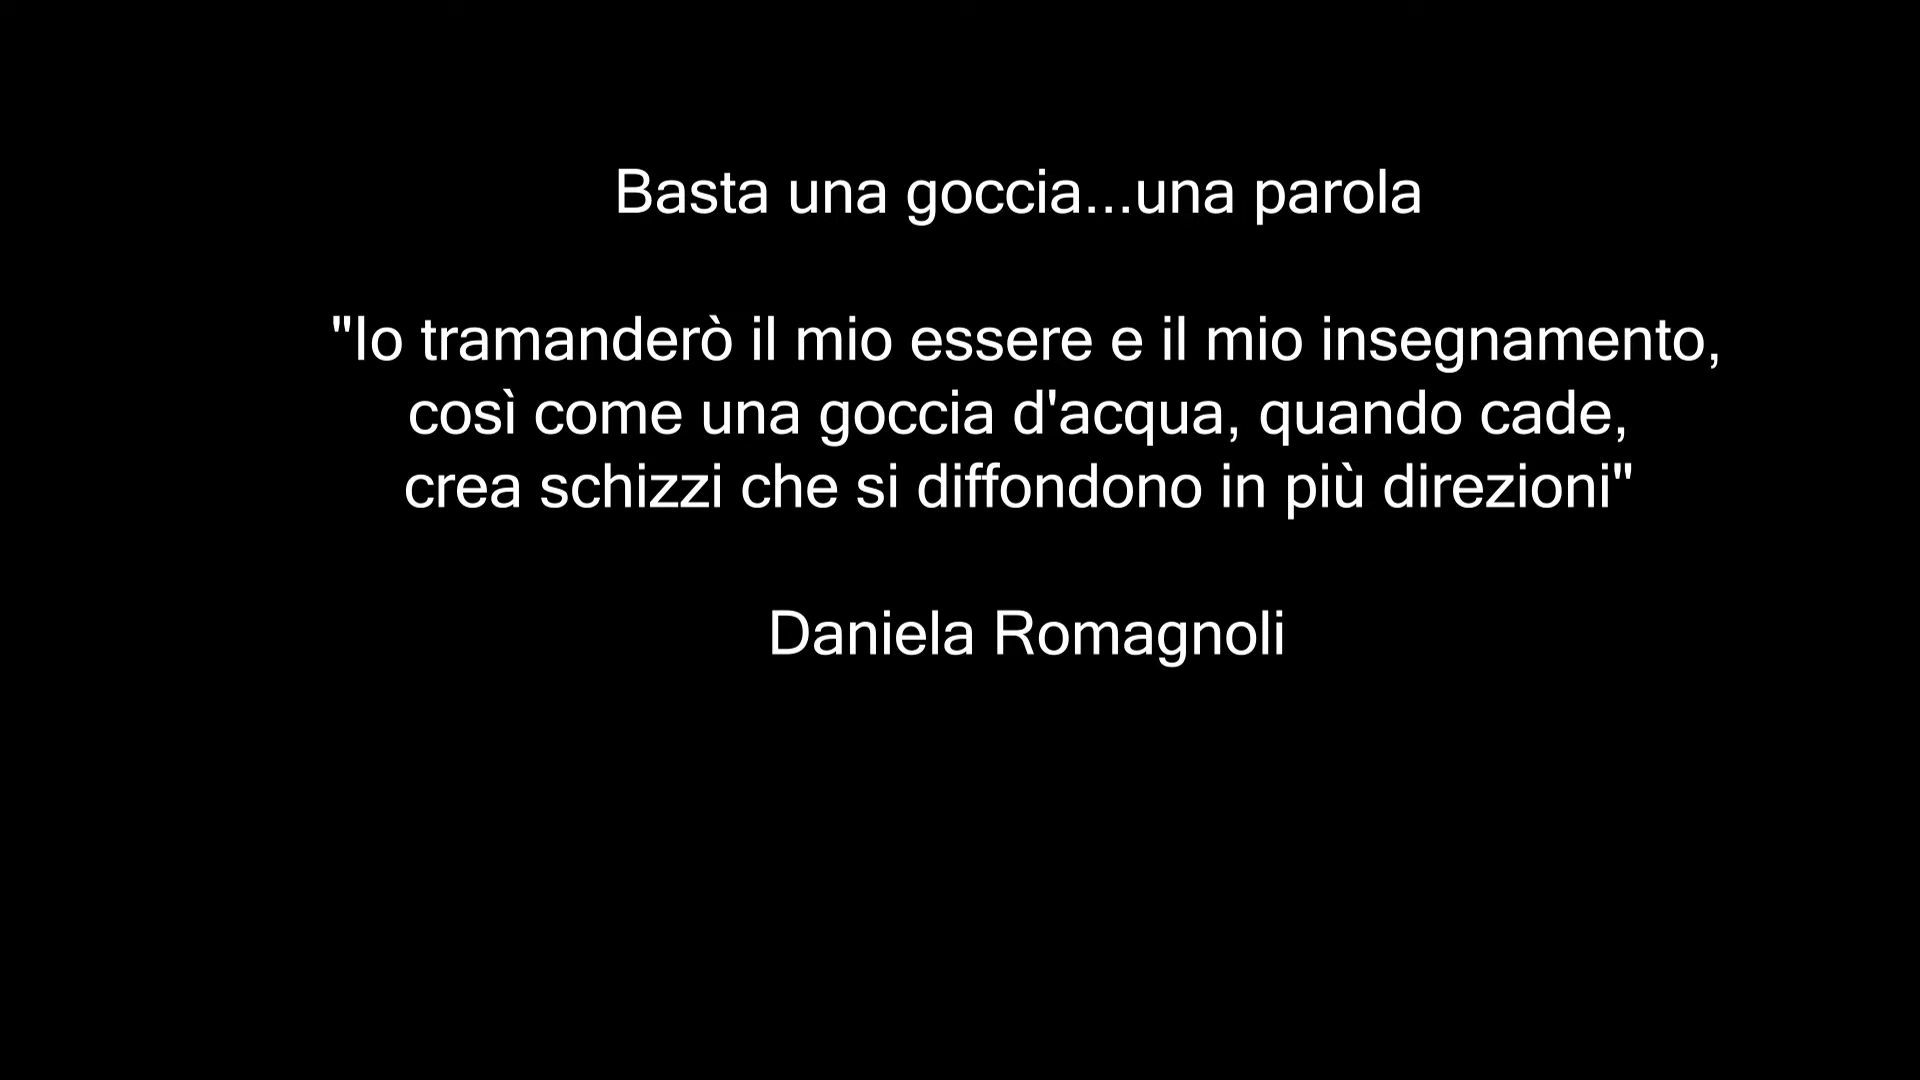 Basta una goccia...una parola
"Io tramanderò il mio essere e il mio insegnamento,
così come una goccia d'acqua, quando cade,
crea schizzi che si diffondono in più direzioni"
Daniela Romagnoli